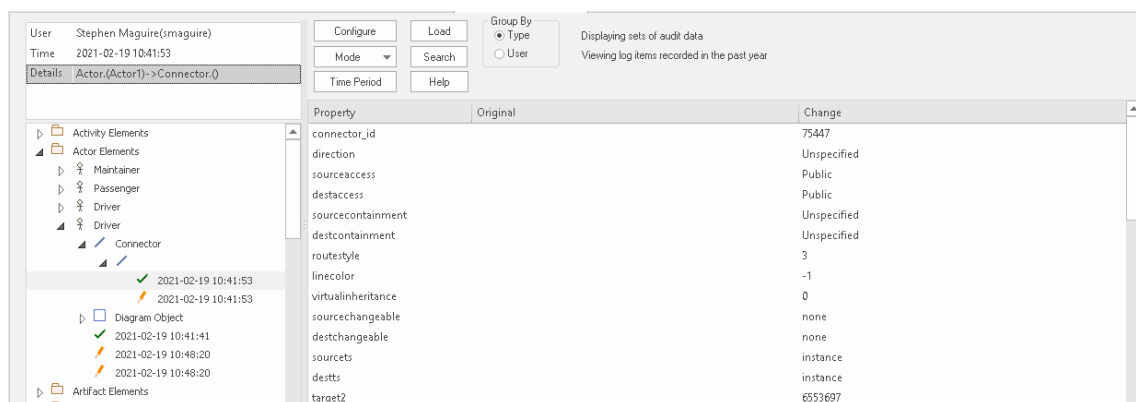 User Stephen Maguire(smaguire)
Time 2021-02-19 10:41:53
Details Actor.(Actor1)->Connector.()
Configure Load
Mode Search
Time Period Help
Group By
Type
User
Displaying sets of audit data
Viewing log items recorded in the past year
Activity Elements
Actor Elements
Maintainer
Passenger
Driver
Driver
Connector
2021-02-19 10:41:53
2021-02-19 10:41:53
Diagram Object
2021-02-19 10:41:41
2021-02-19 10:48:20
2021-02-19 10:48:20
Artifact Elements
Property Original Change
connector_id 75447
direction Unspecified
sourceaccess Public
destaccess Public
sourcecontainment Unspecified
destcontainment Unspecified
routestyle 3
linecolor -1
virtualinheritance 0
sourcechangeable none
destchangeable none
sourcets instance
destts instance
target2 6553697